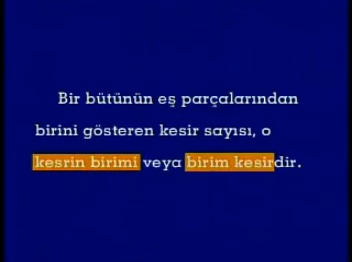 Bir bütünün eş parçalarından
birini gösteren kesir sayısı, o
kesrin birimi veya birim kesirdir.